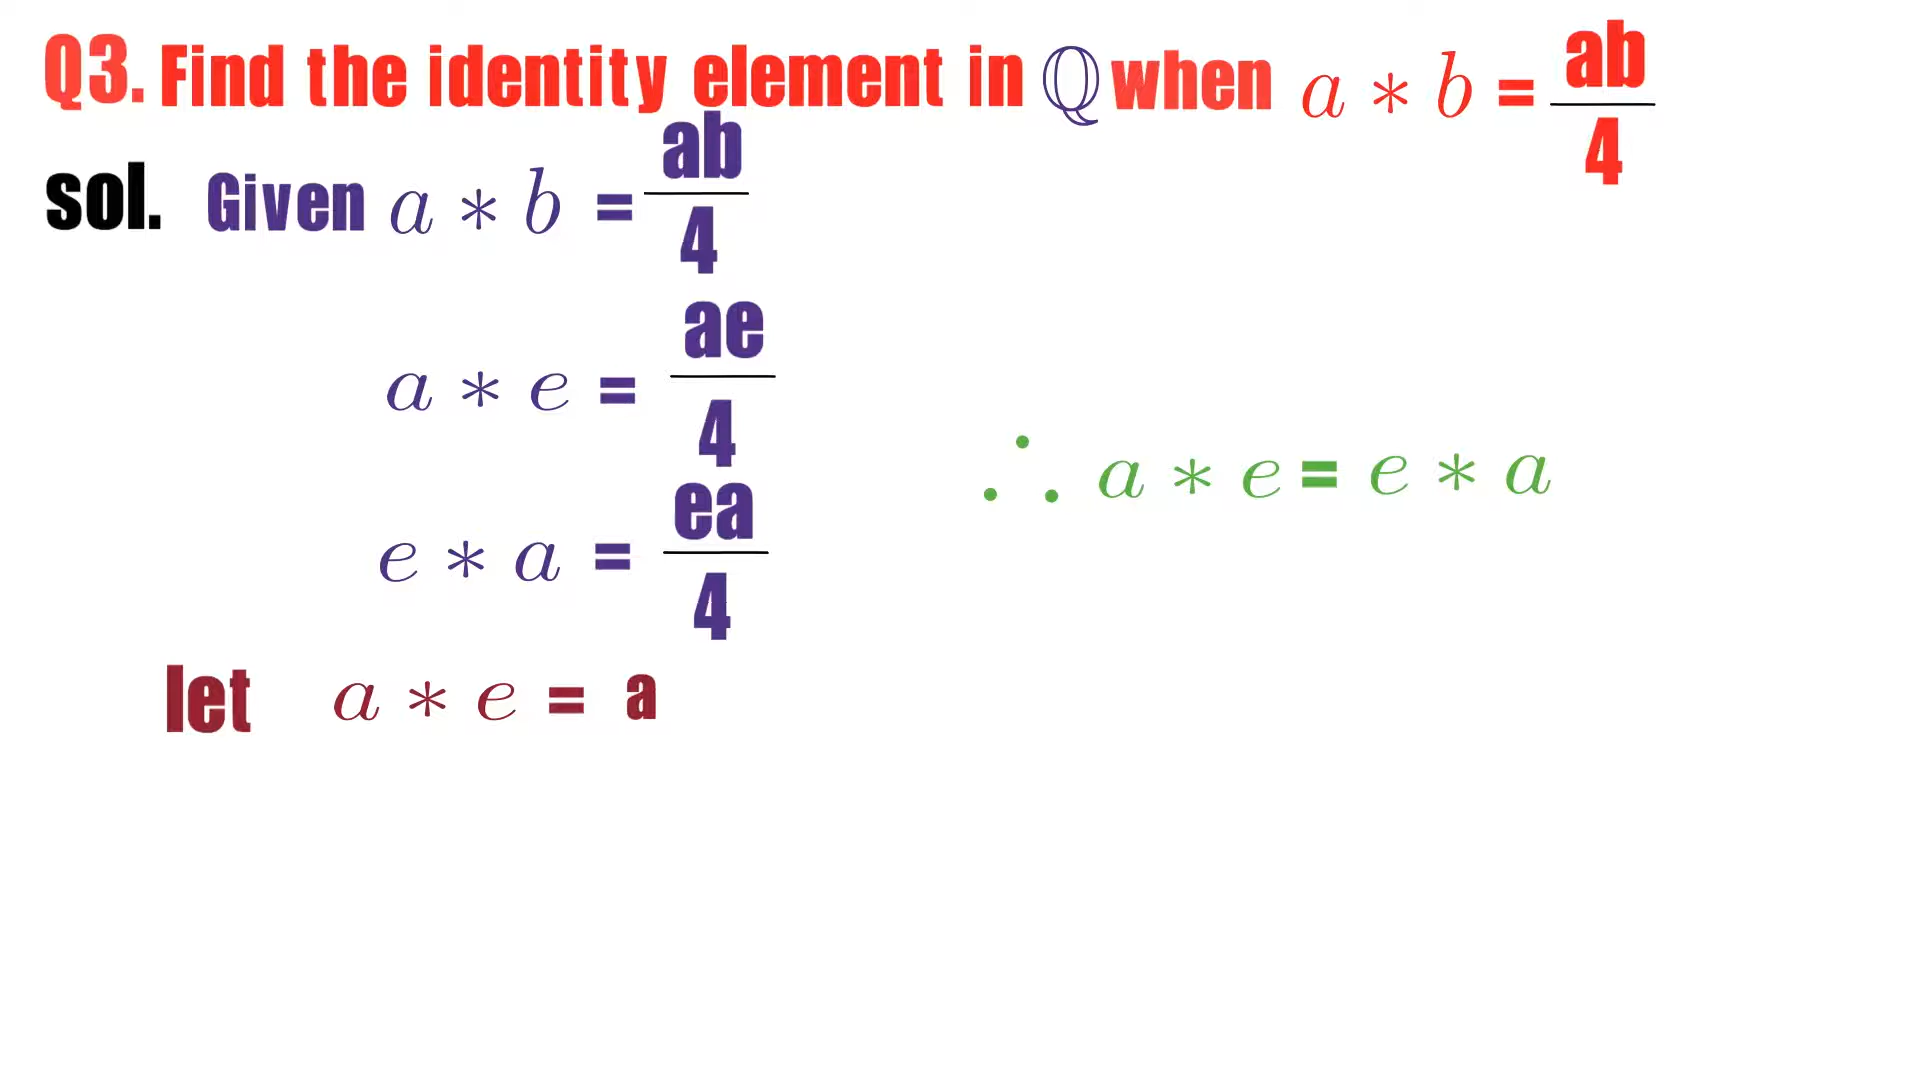 Q3. Find the identity element in ℚ when a * b = ab/4
sol. Given a * b = ab/4
a * e = ae/4
∴ a * e = e * a
e * a = ea/4
let a * e = a